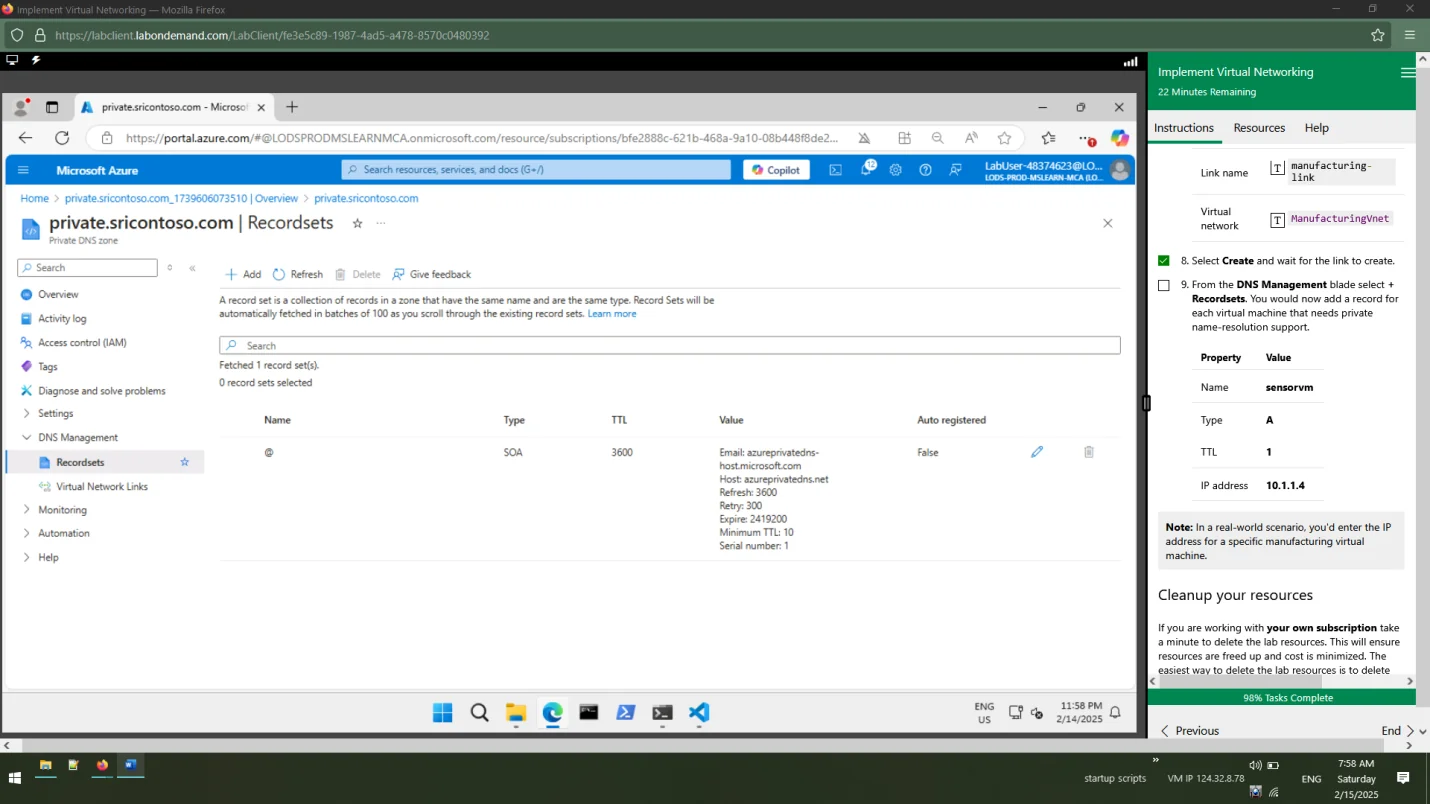 Implement Virtual Networking — Mozilla Firefox
https://labclient.labondemand.com/LabClient/fe3e5c89-1987-4ad5-a478-8570c0480392
private.sricontoso.com - Microsof
https://portal.azure.com/#@LODSPRODMSLEARNMCA.onmicrosoft.com/resource/subscriptions/bfe2888c-621b-468a-9a10-08b448f8de2...
Microsoft Azure
Search resources, services, and docs (G+/)
Copilot
12
LabUser-48374623@LO...
LODS-PROD-MSLEARN-MCA (LO...
Home > private.sricontoso.com_1739606073510 | Overview > private.sricontoso.com
private.sricontoso.com | Recordsets
Private DNS zone
Search
Overview
Activity log
Access control (IAM)
Tags
Diagnose and solve problems
Settings
DNS Management
Recordsets
Virtual Network Links
Monitoring
Automation
Help
Add Refresh Delete Give feedback
A record set is a collection of records in a zone that have the same name and are the same type. Record Sets will be
automatically fetched in batches of 100 as you scroll through the existing record sets. Learn more
Search
Fetched 1 record set(s).
0 record sets selected
Name Type TTL Value Auto registered
@ SOA 3600 Email: azureprivatedns- False
host.microsoft.com
Host: azureprivatedns.net
Refresh: 3600
Retry: 300
Expire: 2419200
Minimum TTL: 10
Serial number: 1
ENG
US
11:58 PM
2/14/2025
Implement Virtual Networking
22 Minutes Remaining
Instructions Resources Help
Link name manufacturing-
link
Virtual
network ManufacturingVnet
8. Select Create and wait for the link to create.
9. From the DNS Management blade select +
Recordsets. You would now add a record for
each virtual machine that needs private
name-resolution support.
Property Value
Name sensorvm
Type A
TTL 1
IP address 10.1.1.4
Note: In a real-world scenario, you'd enter the IP
address for a specific manufacturing virtual
machine.
Cleanup your resources
If you are working with your own subscription take
a minute to delete the lab resources. This will ensure
resources are freed up and cost is minimized. The
easiest way to delete the lab resources is to delete
98% Tasks Complete
Previous End
startup scripts
VM IP 124.32.8.78
ENG
7:58 AM
Saturday
2/15/2025